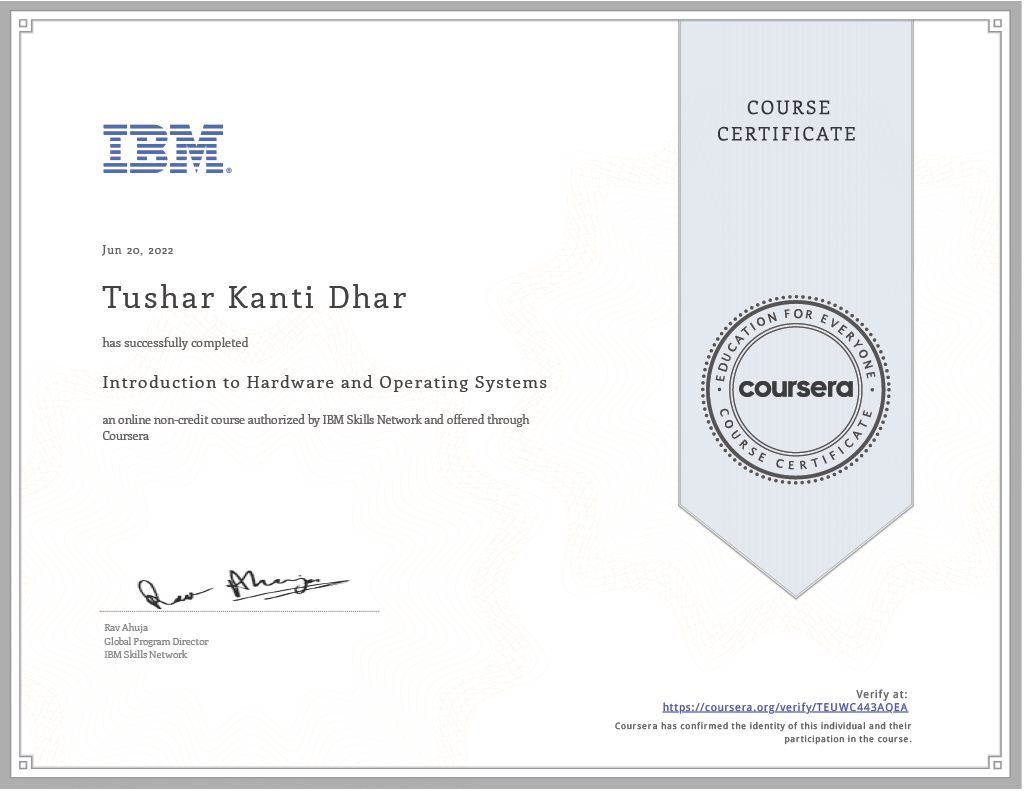 IBM®
COURSE
CERTIFICATE
Jun 20, 2022
Tushar Kanti Dhar
has successfully completed
Introduction to Hardware and Operating Systems
an online non-credit course authorized by IBM Skills Network and offered through
Coursera
EDUCATION FOR EVERYONE
coursera
COURSE CERTIFICATE
Rav Ahuja
Rav Ahuja
Global Program Director
IBM Skills Network
Verify at:
https://coursera.org/verify/TEUWC443AQEA
Coursera has confirmed the identity of this individual and their
participation in the course.